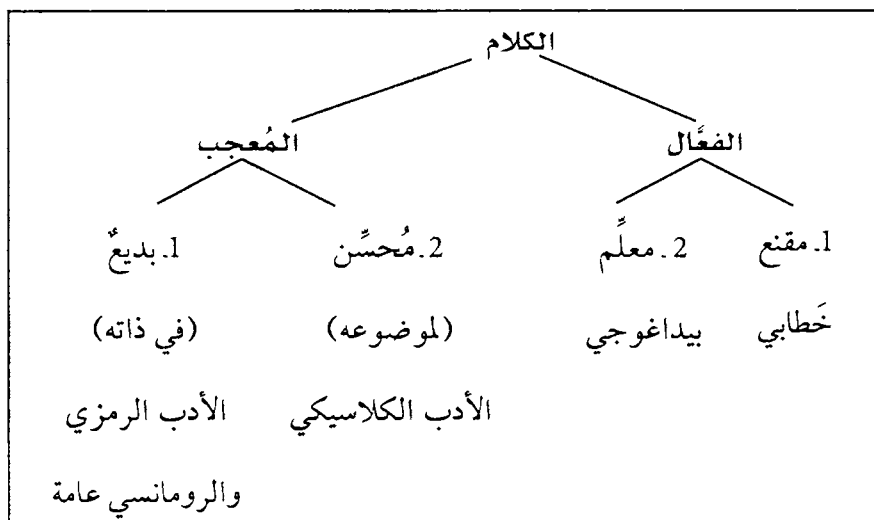 الكلام
الفعَّال المُعجب
1. مقنع 2. معلِّم 2. مُحسِّن 1. بديعٌ
خَطابي بيداغوجي (لموضوعه) (في ذاته)
الأدب الكلاسيكي الأدب الرمزي
والرومانسي عامة